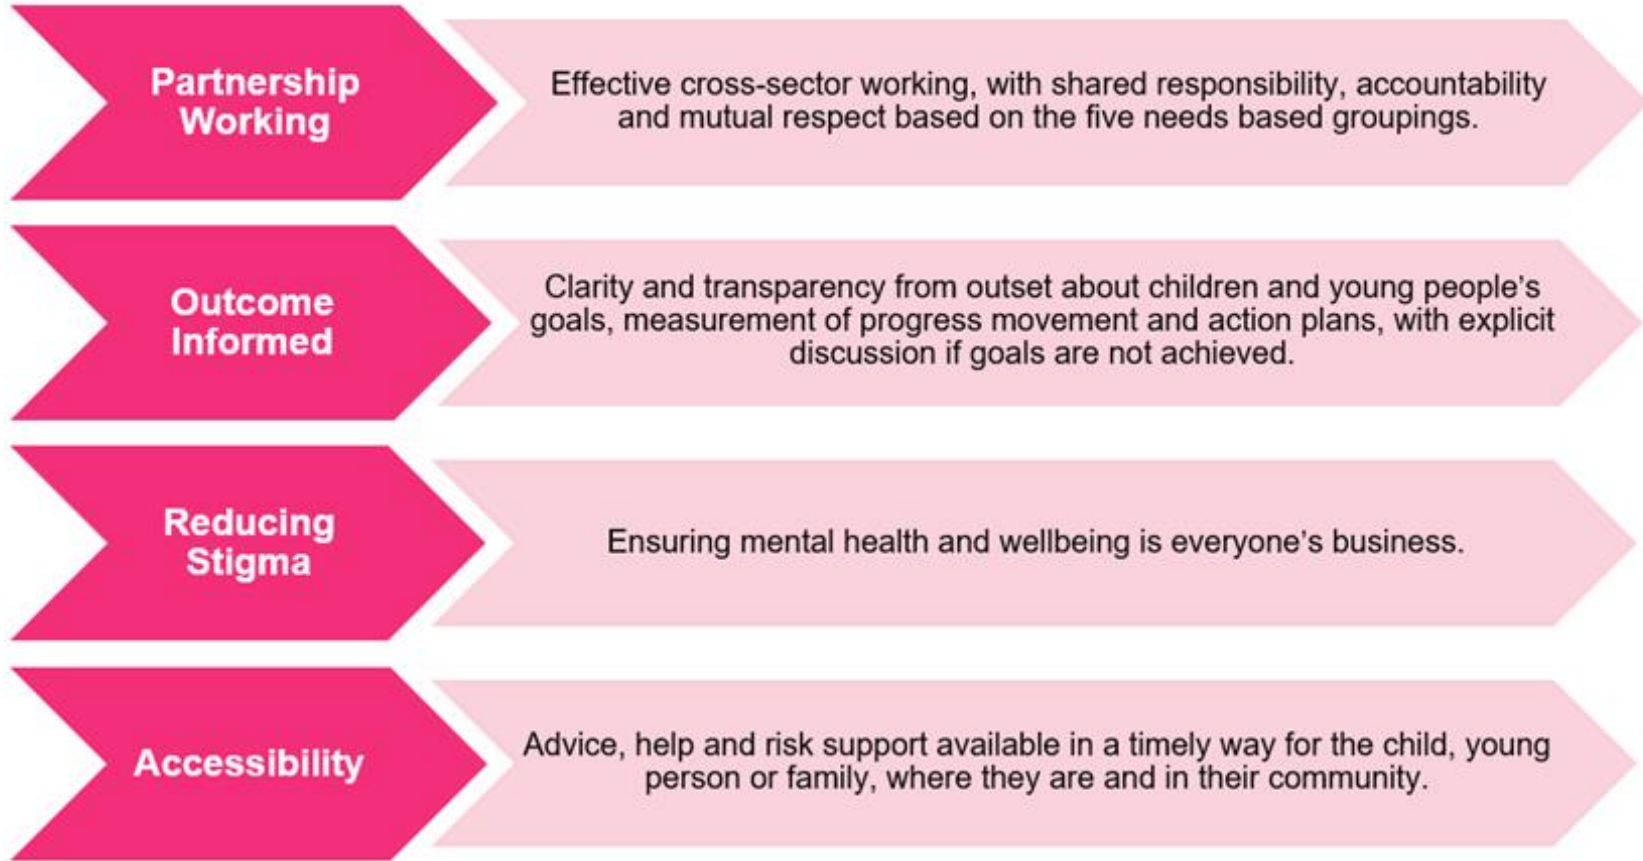 Partnership
Working
Effective cross-sector working, with shared responsibility, accountability
and mutual respect based on the five needs based groupings.
Outcome
Informed
Clarity and transparency from outset about children and young people’s
goals, measurement of progress movement and action plans, with explicit
discussion if goals are not achieved.
Reducing
Stigma
Ensuring mental health and wellbeing is everyone’s business.
Accessibility
Advice, help and risk support available in a timely way for the child, young
person or family, where they are and in their community.